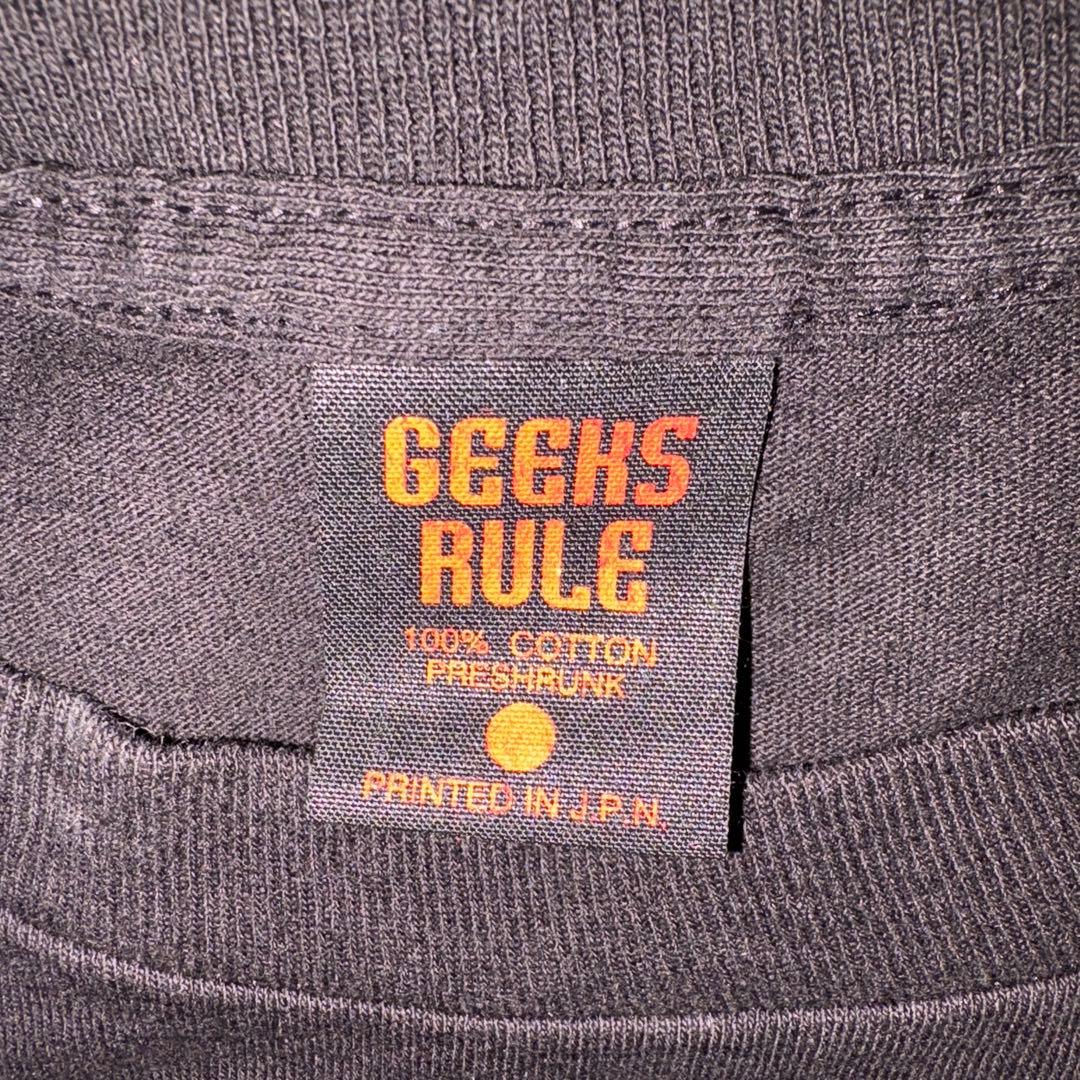 GEEKS
RULE
100% COTTON
PRESHRUNK
PRINTED IN J.P.N.